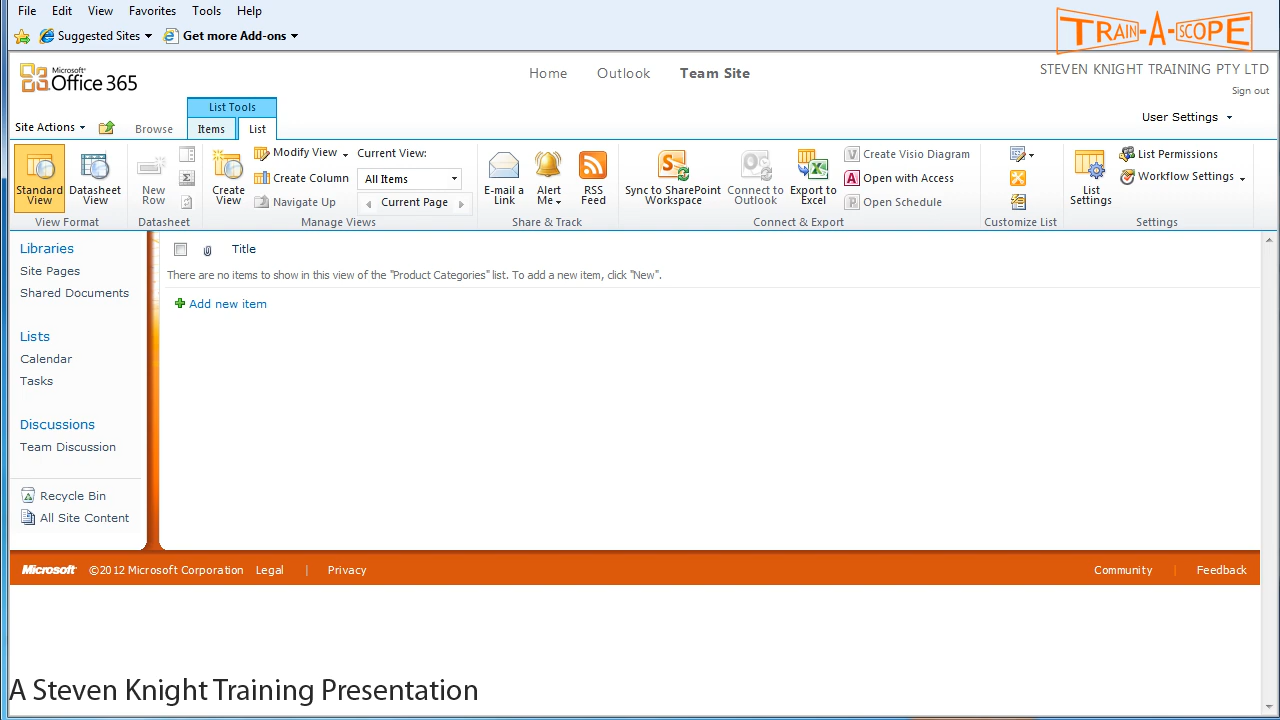 File Edit View Favorites Tools Help
Suggested Sites Get more Add-ons
TRAIN-A-SCOPE
Microsoft
Office 365
Home Outlook Team Site
STEVEN KNIGHT TRAINING PTY LTD
Sign out
List Tools
User Settings
Site Actions Browse Items List
Standard View
Datasheet View
View Format
New Row
Datasheet
Create View
Modify View
Create Column
Navigate Up
Current View:
All Items
Current Page
Manage Views
E-mail a Link
Alert Me
RSS Feed
Share & Track
Sync to SharePoint Workspace
Connect to Outlook
Export to Excel
Create Visio Diagram
Open with Access
Open Schedule
Connect & Export
Customize List
List Settings
List Permissions
Workflow Settings
Settings
Libraries
Site Pages
Shared Documents
Lists
Calendar
Tasks
Discussions
Team Discussion
Recycle Bin
All Site Content
Title
There are no items to show in this view of the "Product Categories" list. To add a new item, click "New".
Add new item
Microsoft ©2012 Microsoft Corporation Legal | Privacy Community | Feedback
A Steven Knight Training Presentation